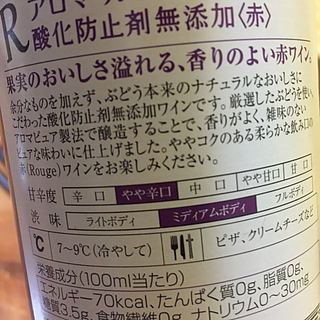 R アロマ
酸化防止剤無添加〈赤〉
果実のおいしさ溢れる、香りのよい赤ワイン。
余分なものを加えず、ぶどう本来のナチュラルなおいしさに
こだわった酸化防止剤無添加ワインです。厳選したぶどうを使い、
アロマピュア製法で醸造することで、香りがよく、雑味のない
ピュアな味わいに仕上げました。ややコクのある柔らかな飲み口の
赤(Rouge)ワインをお楽しみください。
甘辛度 辛口 やや辛口 中口 やや甘口 甘口
渋味 ライトボディ ミディアムボディ フルボディ
℃ 7~9℃(冷やして) ピザ、クリームチーズなど
栄養成分(100ml当たり)
エネルギー70kcal、たんぱく質0g、脂質0g、
糖質3.5g、食物繊維0g、ナトリウム0~30mg